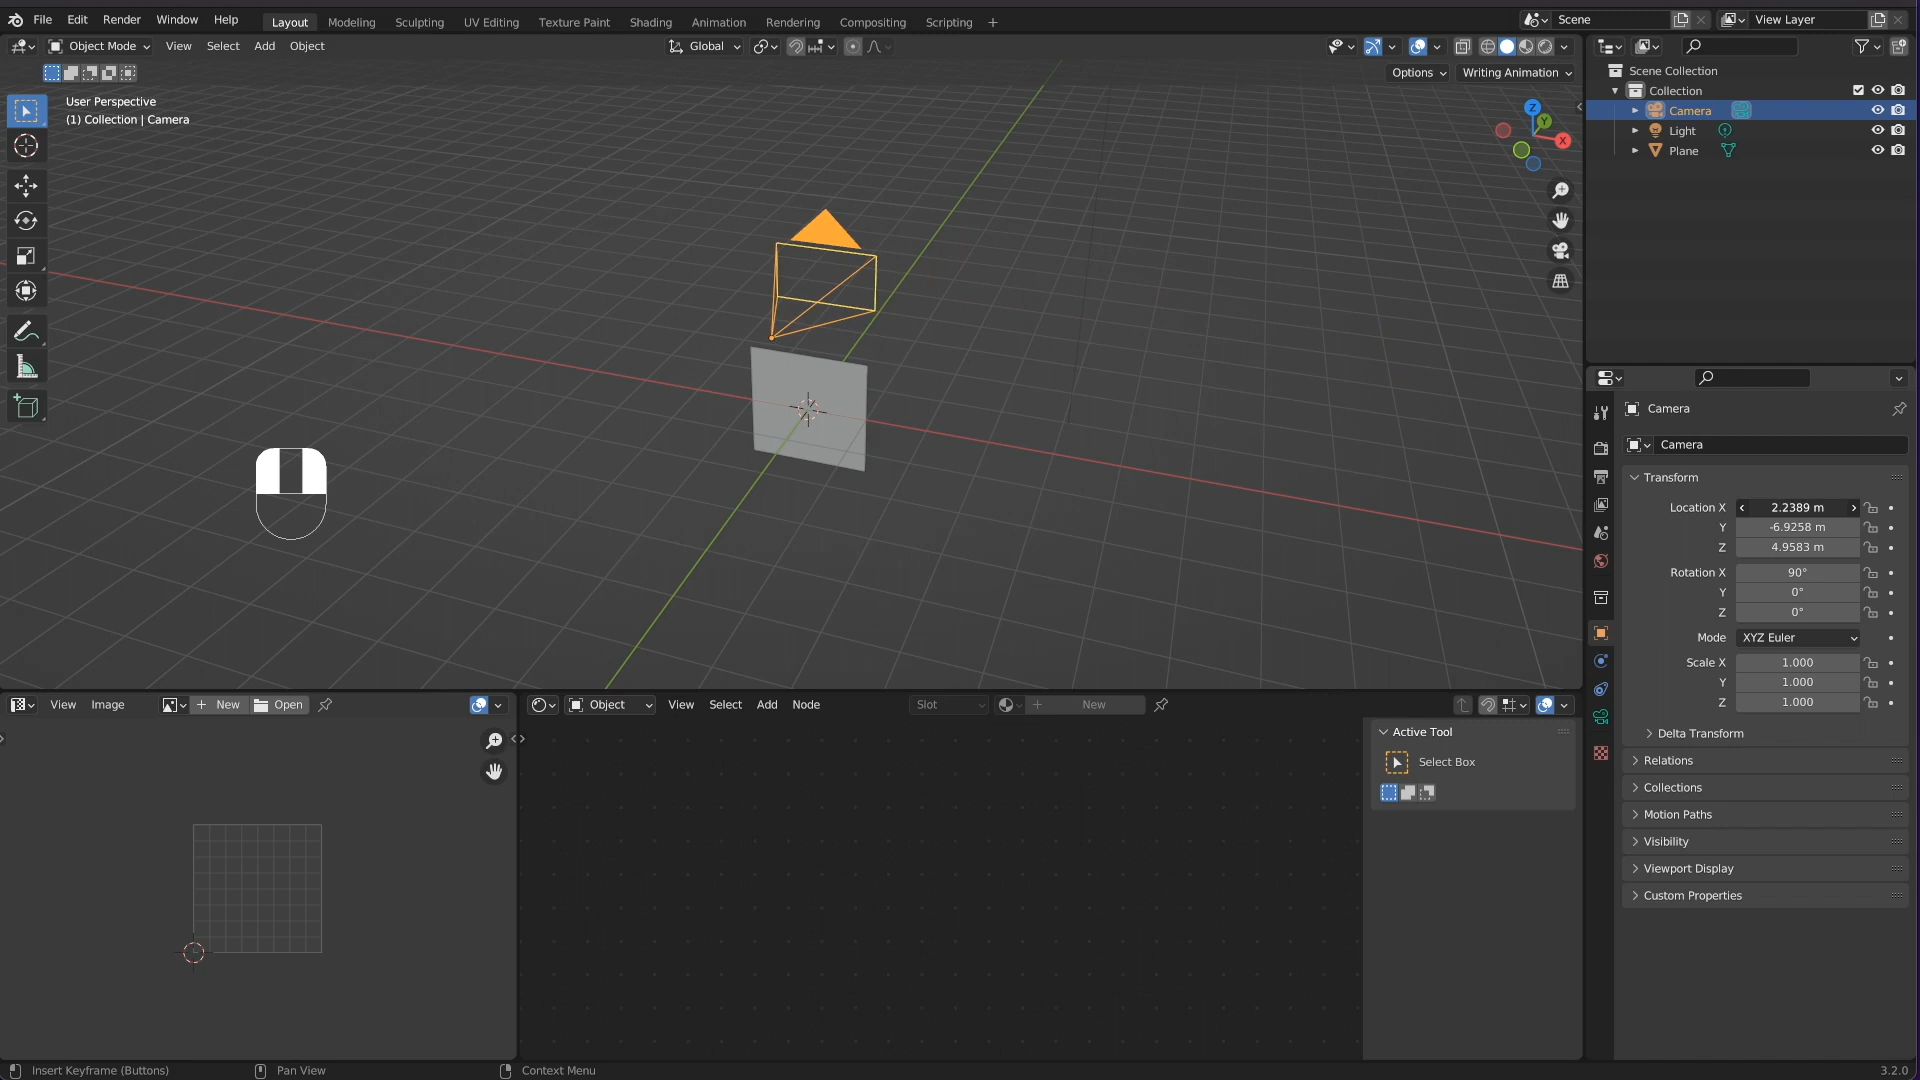 File Edit Render Window Help Layout Modeling Sculpting UV Editing Texture Paint Shading Animation Rendering Compositing Scripting + Scene View Layer
Object Mode View Select Add Object Global
Options Writing Animation
User Perspective
(1) Collection | Camera
Z
Y
X
Scene Collection
Collection
Camera
Light
Plane
Camera
Camera
Transform
Location X 2.2389 m
Y -6.9258 m
Z 4.9583 m
Rotation X 90°
Y 0°
Z 0°
Mode XYZ Euler
Scale X 1.000
Y 1.000
Z 1.000
Delta Transform
Relations
Collections
Motion Paths
Visibility
Viewport Display
Custom Properties
View Image + New Open
Object View Select Add Node Slot + New
Active Tool
Select Box
Insert Keyframe (Buttons) Pan View Context Menu 3.2.0